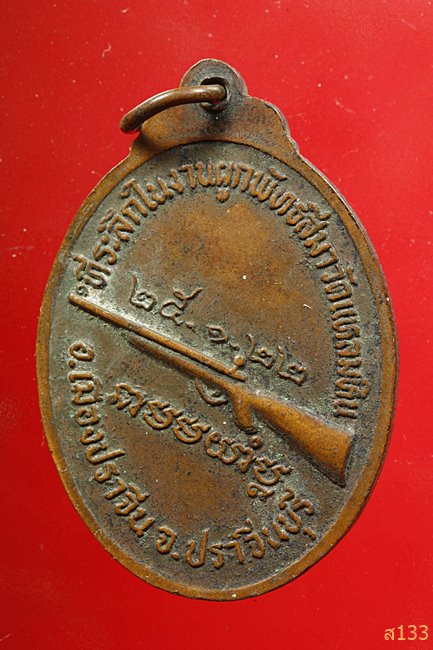 ที่ระลึกในงานผูกพัทธสีมาวัดแหลมหิน
๒๕.๑.๒๒
อ.เมืองปราจีน จ.ปราจีนบุรี
ส133